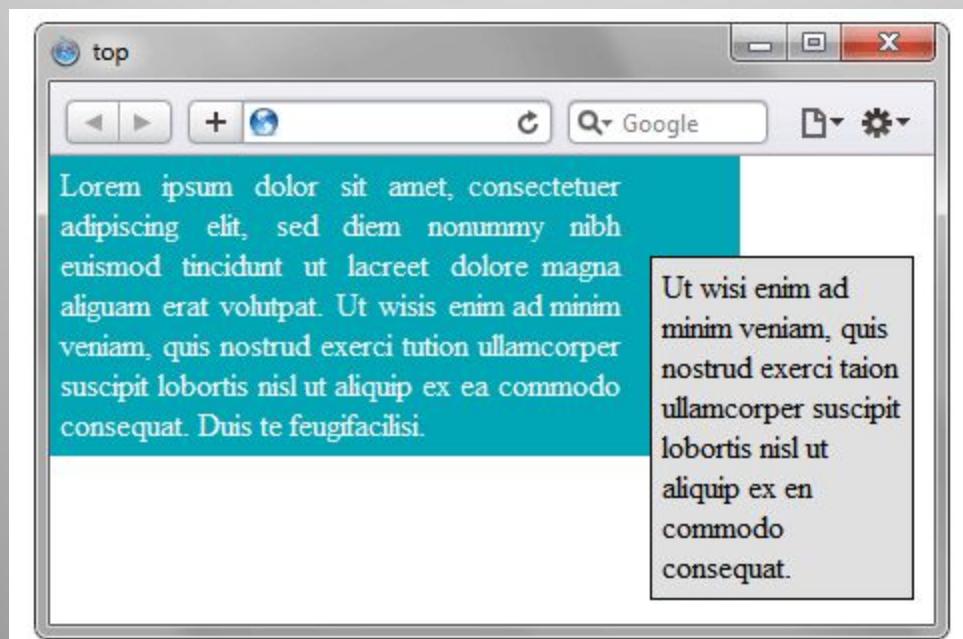 top
Google
Lorem ipsum dolor sit amet, consectetuer
adipiscing elit, sed diem nonummy nibh
euismod tincidunt ut lacreet dolore magna
aliguam erat volutpat. Ut wisis enim ad minim
veniam, quis nostrud exerci tution ullamcorper
suscipit lobortis nisl ut aliquip ex ea commodo
consequat. Duis te feugifacilisi.
Ut wisi enim ad
minim veniam, quis
nostrud exerci taion
ullamcorper suscipit
lobortis nisl ut
aliquip ex en
commodo
consequat.